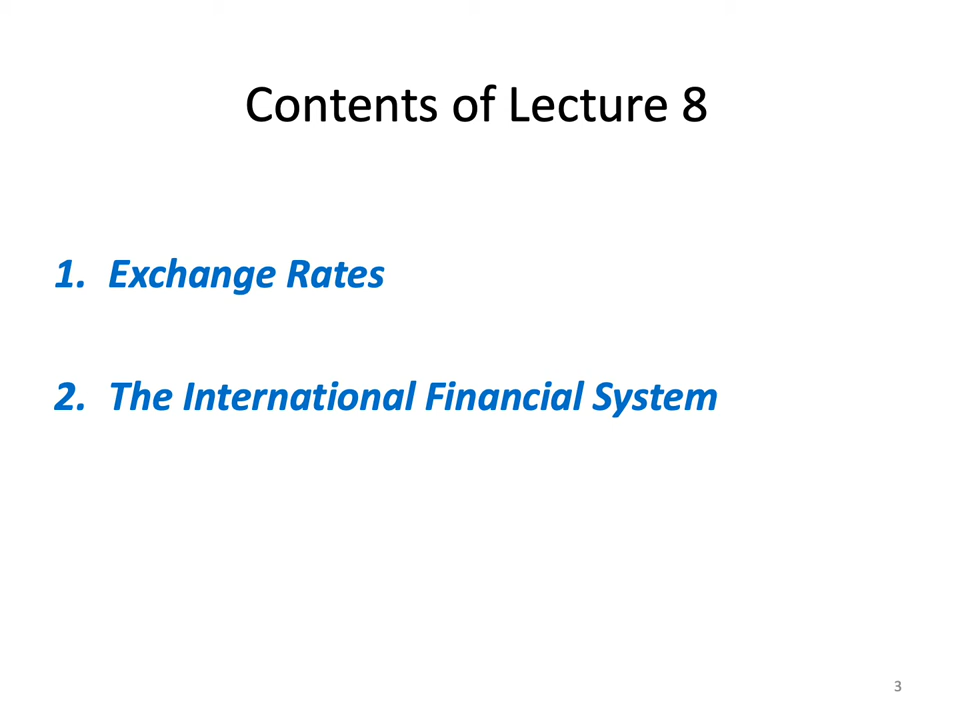 Contents of Lecture 8
1. Exchange Rates
2. The International Financial System
3